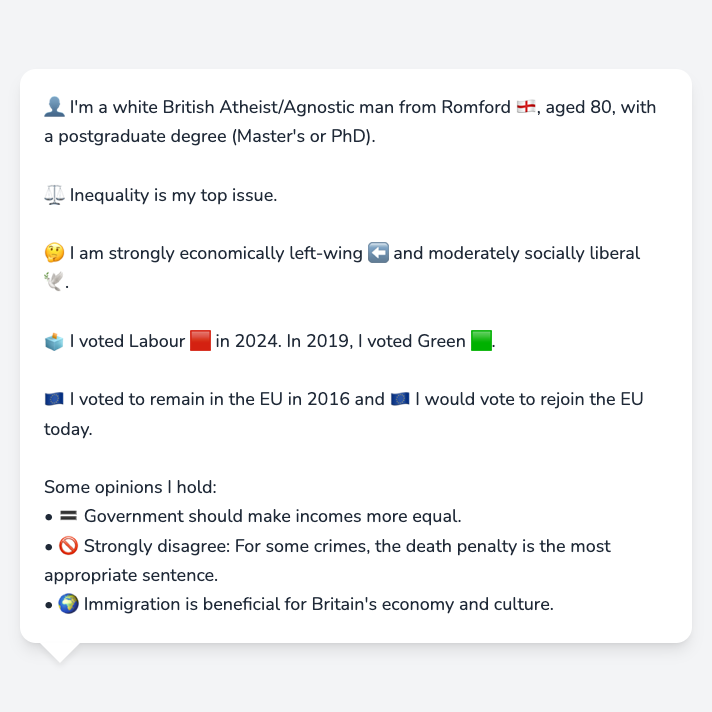 👤 I'm a white British Atheist/Agnostic man from Romford 🏴󠁧󠁢󠁥󠁮󠁧󠁿, aged 80, with
a postgraduate degree (Master's or PhD).
⚖️ Inequality is my top issue.
🤔 I am strongly economically left-wing ⬅️ and moderately socially liberal
🕊️.
🗳️ I voted Labour 🟥 in 2024. In 2019, I voted Green 🟩.
🇪🇺 I voted to remain in the EU in 2016 and 🇪🇺 I would vote to rejoin the EU
today.
Some opinions I hold:
• 🟰 Government should make incomes more equal.
• 🚫 Strongly disagree: For some crimes, the death penalty is the most
appropriate sentence.
• 🌍 Immigration is beneficial for Britain's economy and culture.